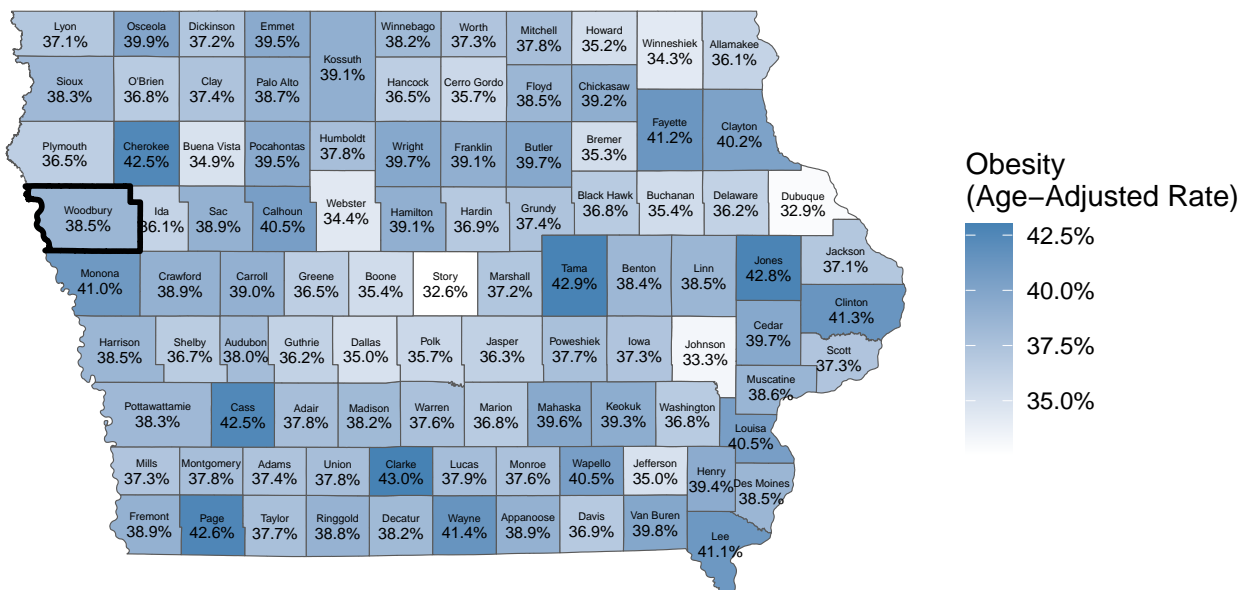 Lyon
37.1%
Osceola
39.9%
Dickinson
37.2%
Emmet
39.5%
Winnebago
38.2%
Worth
37.3%
Mitchell
37.8%
Howard
35.2%
Winneshiek
34.3%
Allamakee
36.1%
Kossuth
39.1%
Sioux
38.3%
O'Brien
36.8%
Clay
37.4%
Palo Alto
38.7%
Hancock
36.5%
Cerro Gordo
35.7%
Floyd
38.5%
Chickasaw
39.2%
Fayette
41.2%
Clayton
40.2%
Plymouth
36.5%
Cherokee
42.5%
Buena Vista
34.9%
Pocahontas
39.5%
Humboldt
37.8%
Wright
39.7%
Franklin
39.1%
Butler
39.7%
Bremer
35.3%
Woodbury
38.5%
Ida
36.1%
Sac
38.9%
Calhoun
40.5%
Webster
34.4%
Hamilton
39.1%
Hardin
36.9%
Grundy
37.4%
Black Hawk
36.8%
Buchanan
35.4%
Delaware
36.2%
Dubuque
32.9%
Monona
41.0%
Crawford
38.9%
Carroll
39.0%
Greene
36.5%
Boone
35.4%
Story
32.6%
Marshall
37.2%
Tama
42.9%
Benton
38.4%
Linn
38.5%
Jones
42.8%
Jackson
37.1%
Clinton
41.3%
Harrison
38.5%
Shelby
36.7%
Audubon
38.0%
Guthrie
36.2%
Dallas
35.0%
Polk
35.7%
Jasper
36.3%
Poweshiek
37.7%
Iowa
37.3%
Johnson
33.3%
Cedar
39.7%
Scott
37.3%
Muscatine
38.6%
Pottawattamie
38.3%
Cass
42.5%
Adair
37.8%
Madison
38.2%
Warren
37.6%
Marion
36.8%
Mahaska
39.6%
Keokuk
39.3%
Washington
36.8%
Louisa
40.5%
Mills
37.3%
Montgomery
37.8%
Adams
37.4%
Union
37.8%
Clarke
43.0%
Lucas
37.9%
Monroe
37.6%
Wapello
40.5%
Jefferson
35.0%
Henry
39.4%
Des Moines
38.5%
Fremont
38.9%
Page
42.6%
Taylor
37.7%
Ringgold
38.8%
Decatur
38.2%
Wayne
41.4%
Appanoose
38.9%
Davis
36.9%
Van Buren
39.8%
Lee
41.1%
Obesity
(Age−Adjusted Rate)
42.5%
40.0%
37.5%
35.0%